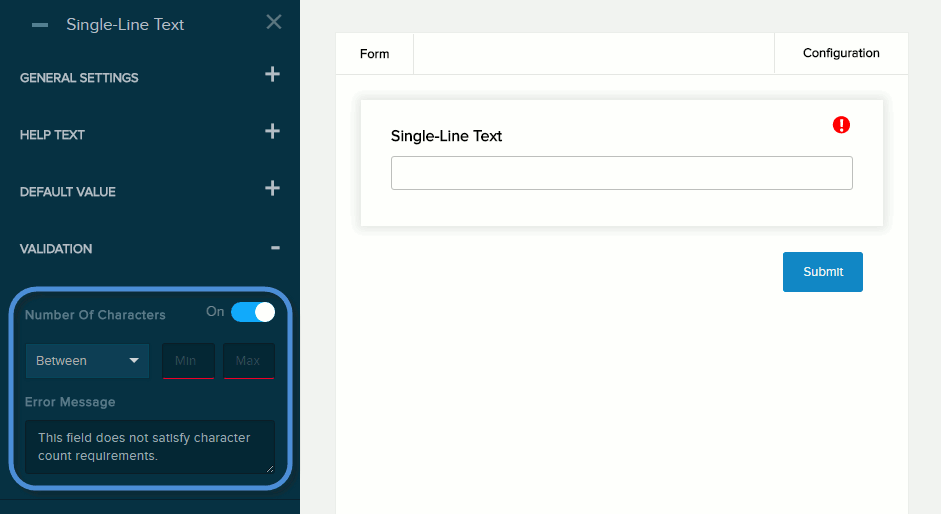 Single-Line Text
GENERAL SETTINGS
HELP TEXT
DEFAULT VALUE
VALIDATION
Number Of Characters On
Between Min Max
Error Message
This field does not satisfy character
count requirements.
Form Configuration
Single-Line Text
Submit